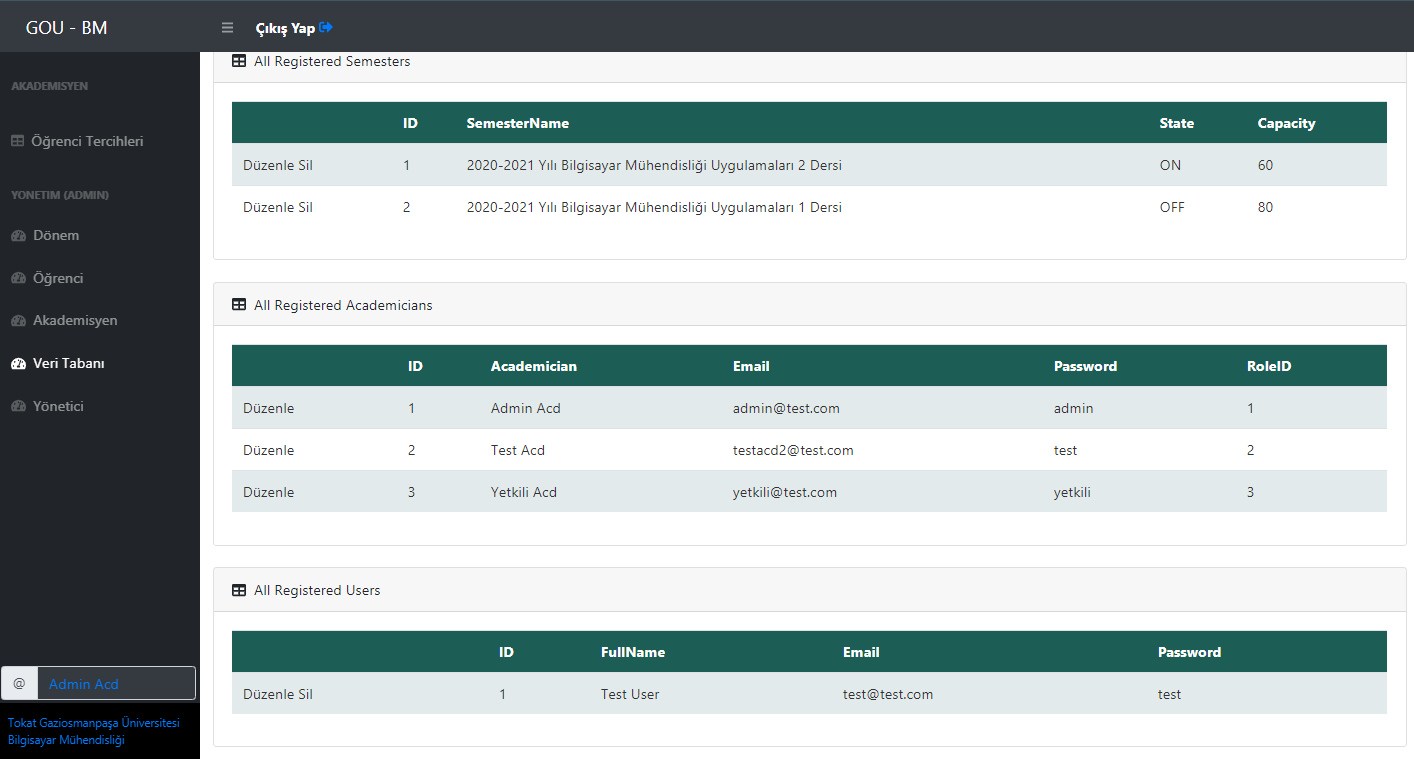 GOU - BM
Çıkış Yap
AKADEMISYEN
Öğrenci Tercihleri
YONETIM (ADMIN)
Dönem
Öğrenci
Akademisyen
Veri Tabanı
Yönetici
@ Admin Acd
Tokat Gaziosmanpaşa Üniversitesi
Bilgisayar Mühendisliği
All Registered Semesters
ID SemesterName State Capacity
Düzenle Sil 1 2020-2021 Yılı Bilgisayar Mühendisliği Uygulamaları 2 Dersi ON 60
Düzenle Sil 2 2020-2021 Yılı Bilgisayar Mühendisliği Uygulamaları 1 Dersi OFF 80
All Registered Academicians
ID Academician Email Password RoleID
Düzenle 1 Admin Acd admin@test.com admin 1
Düzenle 2 Test Acd testacd2@test.com test 2
Düzenle 3 Yetkili Acd yetkili@test.com yetkili 3
All Registered Users
ID FullName Email Password
Düzenle Sil 1 Test User test@test.com test